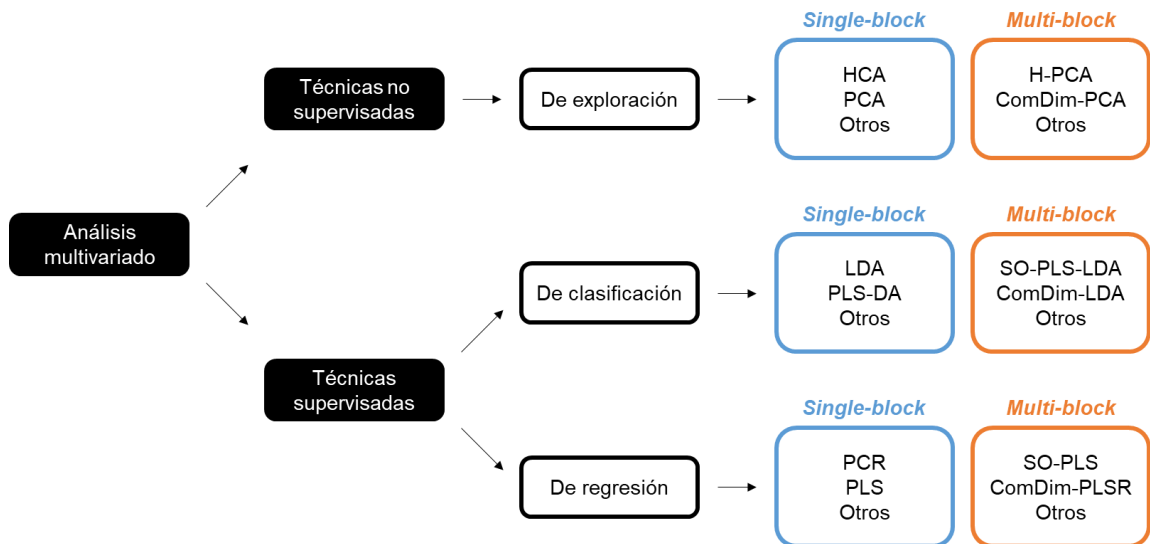 Single-block
Multi-block
Técnicas no
supervisadas
De exploración
HCA
PCA
Otros
H-PCA
ComDim-PCA
Otros
Análisis
multivariado
Single-block
Multi-block
De clasificación
LDA
PLS-DA
Otros
SO-PLS-LDA
ComDim-LDA
Otros
Técnicas
supervisadas
Single-block
Multi-block
De regresión
PCR
PLS
Otros
SO-PLS
ComDim-PLSR
Otros